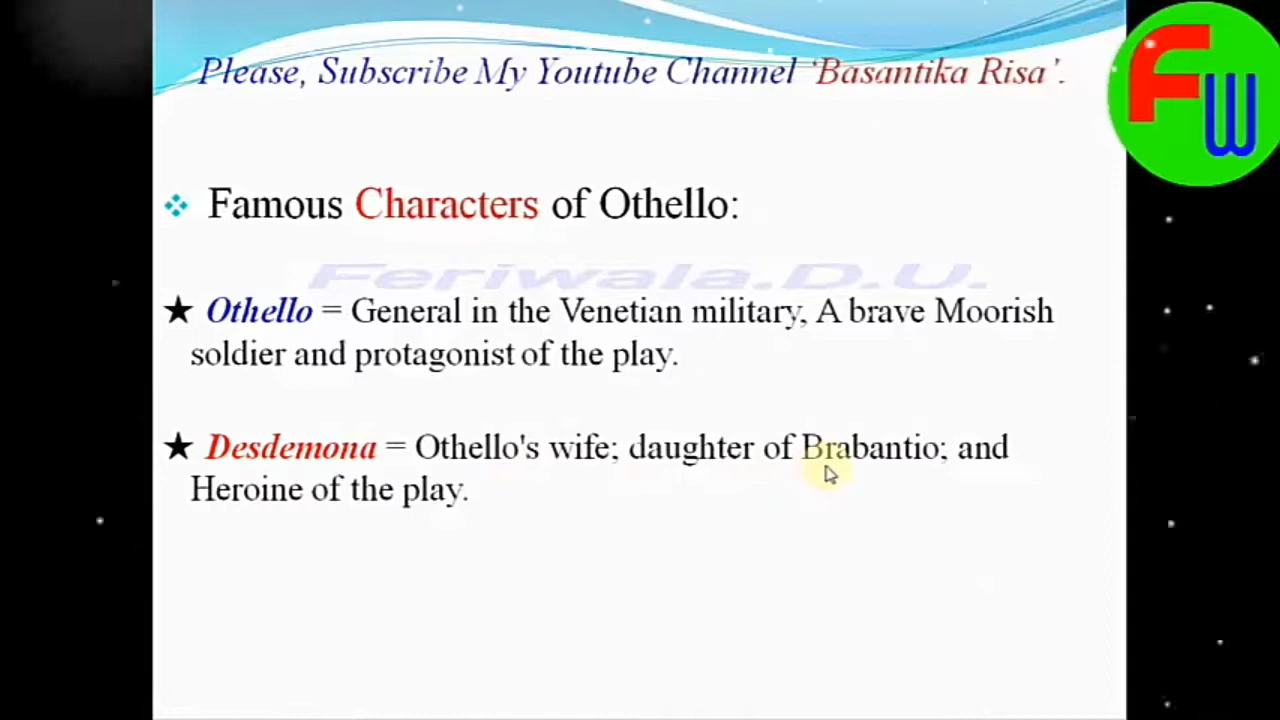 Please, Subscribe My Youtube Channel ‘Basantika Risa’.
FW
❖ Famous Characters of Othello:
Feriwala.D.U.
★ Othello = General in the Venetian military, A brave Moorish
soldier and protagonist of the play.
★ Desdemona = Othello's wife; daughter of Brabantio; and
Heroine of the play.